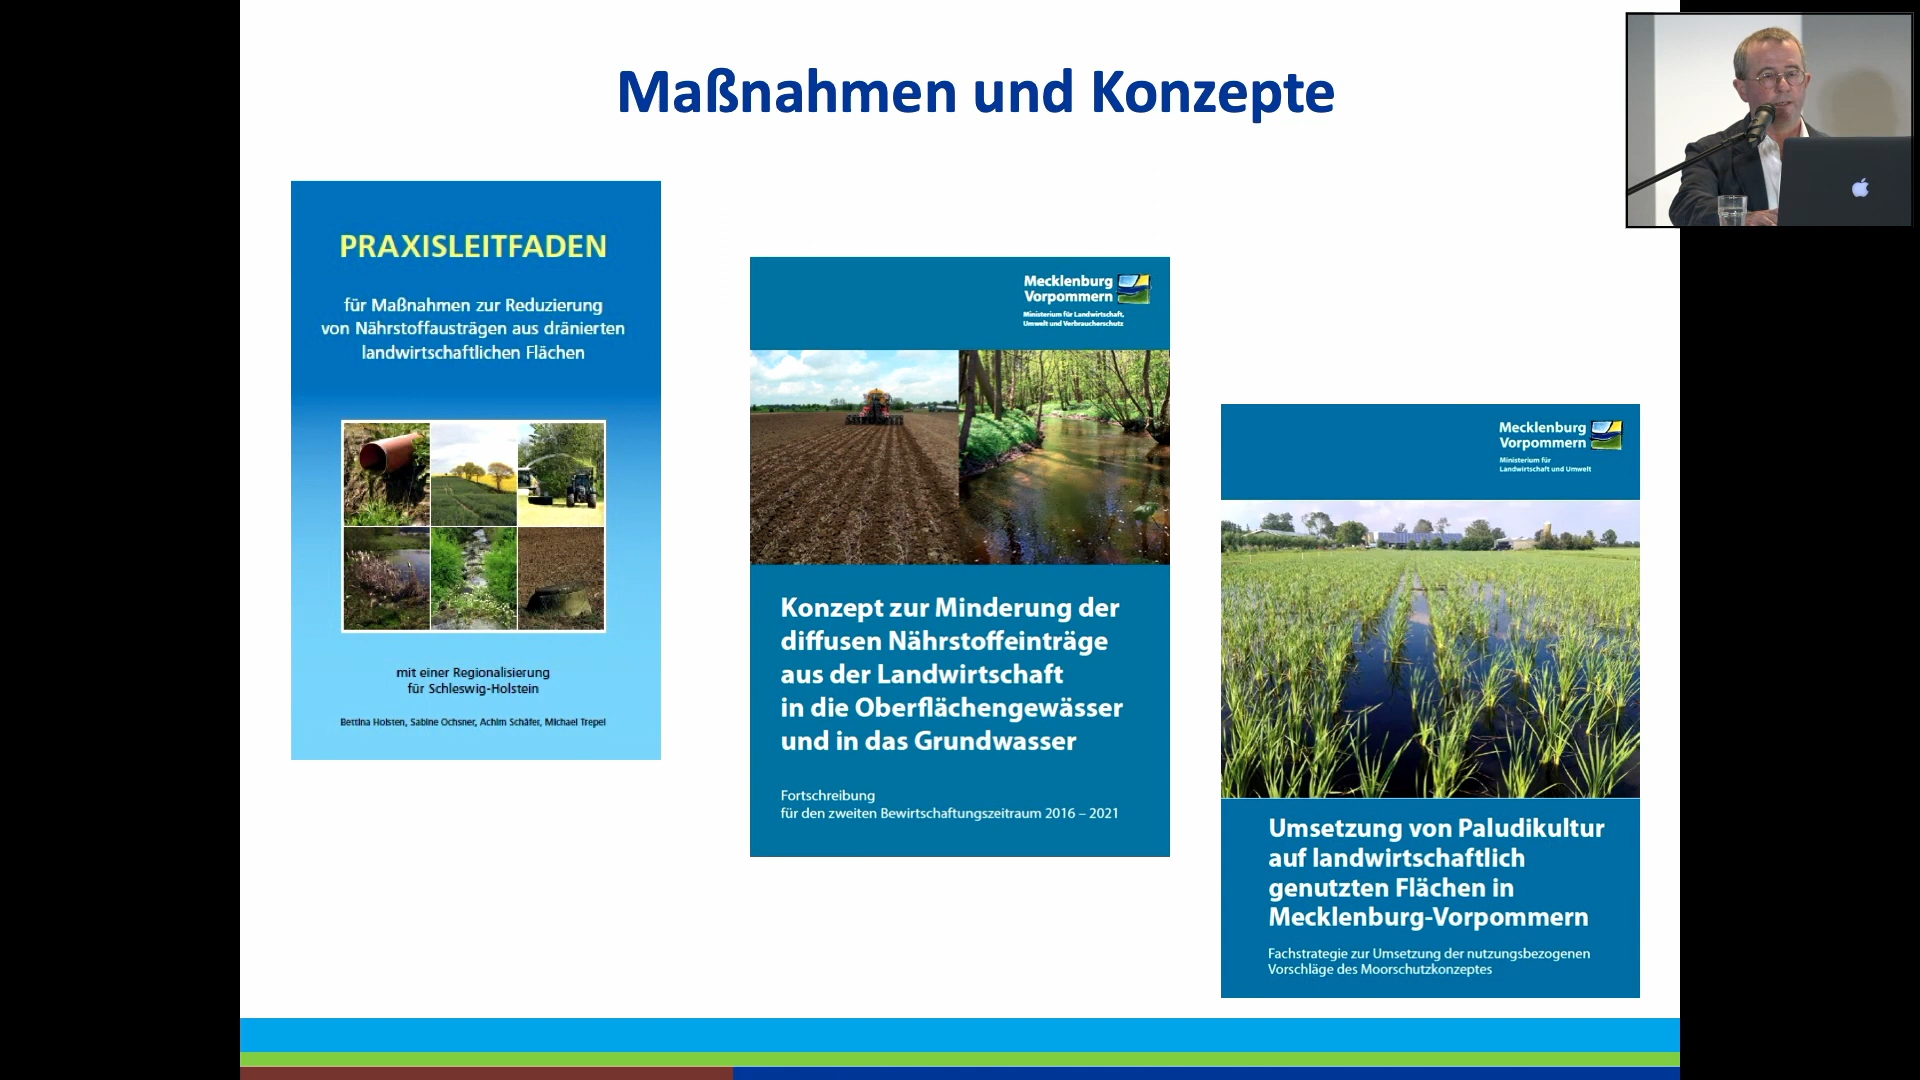 Maßnahmen und Konzepte
PRAXISLEITFADEN
für Maßnahmen zur Reduzierung
von Nährstoffausträgen aus dränierten
landwirtschaftlichen Flächen
mit einer Regionalisierung
für Schleswig-Holstein
Bettina Holsten, Sabine Ochsner, Achim Schäfer, Michael Trepel
Mecklenburg
Vorpommern
Ministerium für Landwirtschaft,
Umwelt und Verbraucherschutz
Konzept zur Minderung der
diffusen Nährstoffeinträge
aus der Landwirtschaft
in die Oberflächengewässer
und in das Grundwasser
Fortschreibung
für den zweiten Bewirtschaftungszeitraum 2016 – 2021
Mecklenburg
Vorpommern
Ministerium für
Landwirtschaft und Umwelt
Umsetzung von Paludikultur
auf landwirtschaftlich
genutzten Flächen in
Mecklenburg-Vorpommern
Fachstrategie zur Umsetzung der nutzungsbezogenen
Vorschläge des Moorschutzkonzeptes